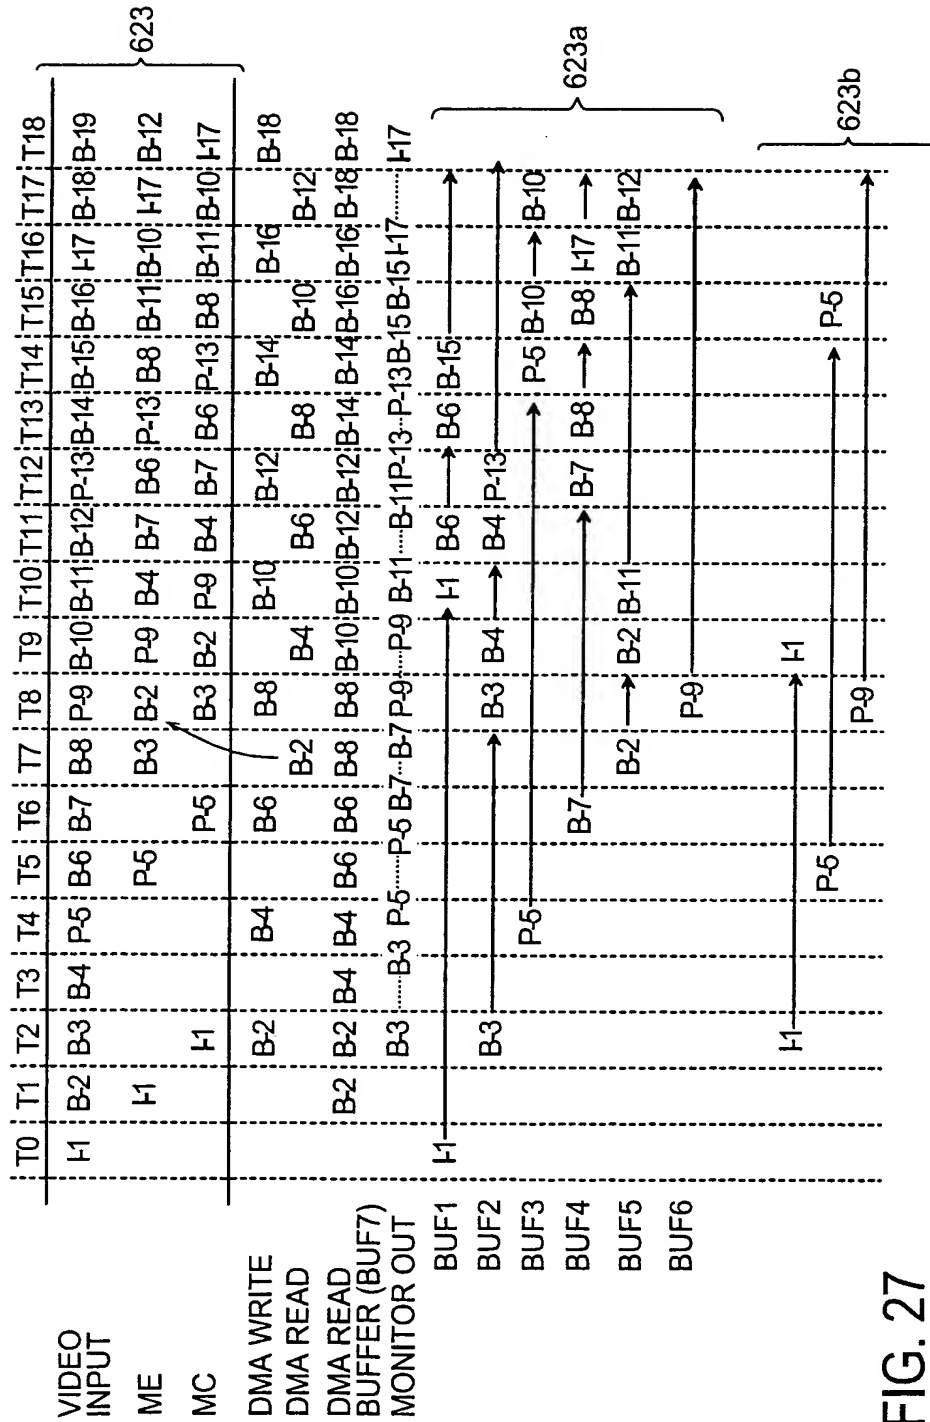 T0 T1 T2 T3 T4 T5 T6 T7 T8 T9 T10 T11 T12 T13 T14 T15 T16 T17 T18
VIDEO INPUT I-1 B-2 B-3 B-4 P-5 B-6 B-7 B-8 P-9 B-10 B-11 B-12 P-13 B-14 B-15 B-16 I-17 B-18 B-19
ME I-1 P-5 B-3 B-2 P-9 B-4 B-7 B-6 P-13 B-8 B-11 B-10 I-17 B-12
MC I-1 P-5 B-3 B-2 P-9 B-4 B-7 B-6 P-13 B-8 B-11 B-10 I-17
623
DMA WRITE B-2 B-4 B-6 B-8 B-10 B-12 B-14 B-16 B-18
DMA READ B-2 B-4 B-6 B-8 B-10 B-12
DMA READ BUFFER (BUF7) B-2 B-2 B-4 B-4 B-6 B-6 B-8 B-8 B-10 B-10 B-12 B-12 B-14 B-14 B-16 B-16 B-18 B-18
MONITOR OUT B-3 B-3 P-5 P-5 B-7 B-7 P-9 P-9 B-11 B-11 P-13 P-13 B-15 B-15 I-17 I-17
BUF1 I-1 I-1 B-6 B-6 B-15
BUF2 B-3 B-3 B-4 B-4 P-13
BUF3 P-5 P-5 B-10 B-10
BUF4 B-7 B-7 B-8 B-8 I-17
BUF5 B-2 B-2 B-11 B-11 B-12
BUF6 P-9
623a
I-1 I-1
P-5 P-5
P-9
623b
FIG. 27